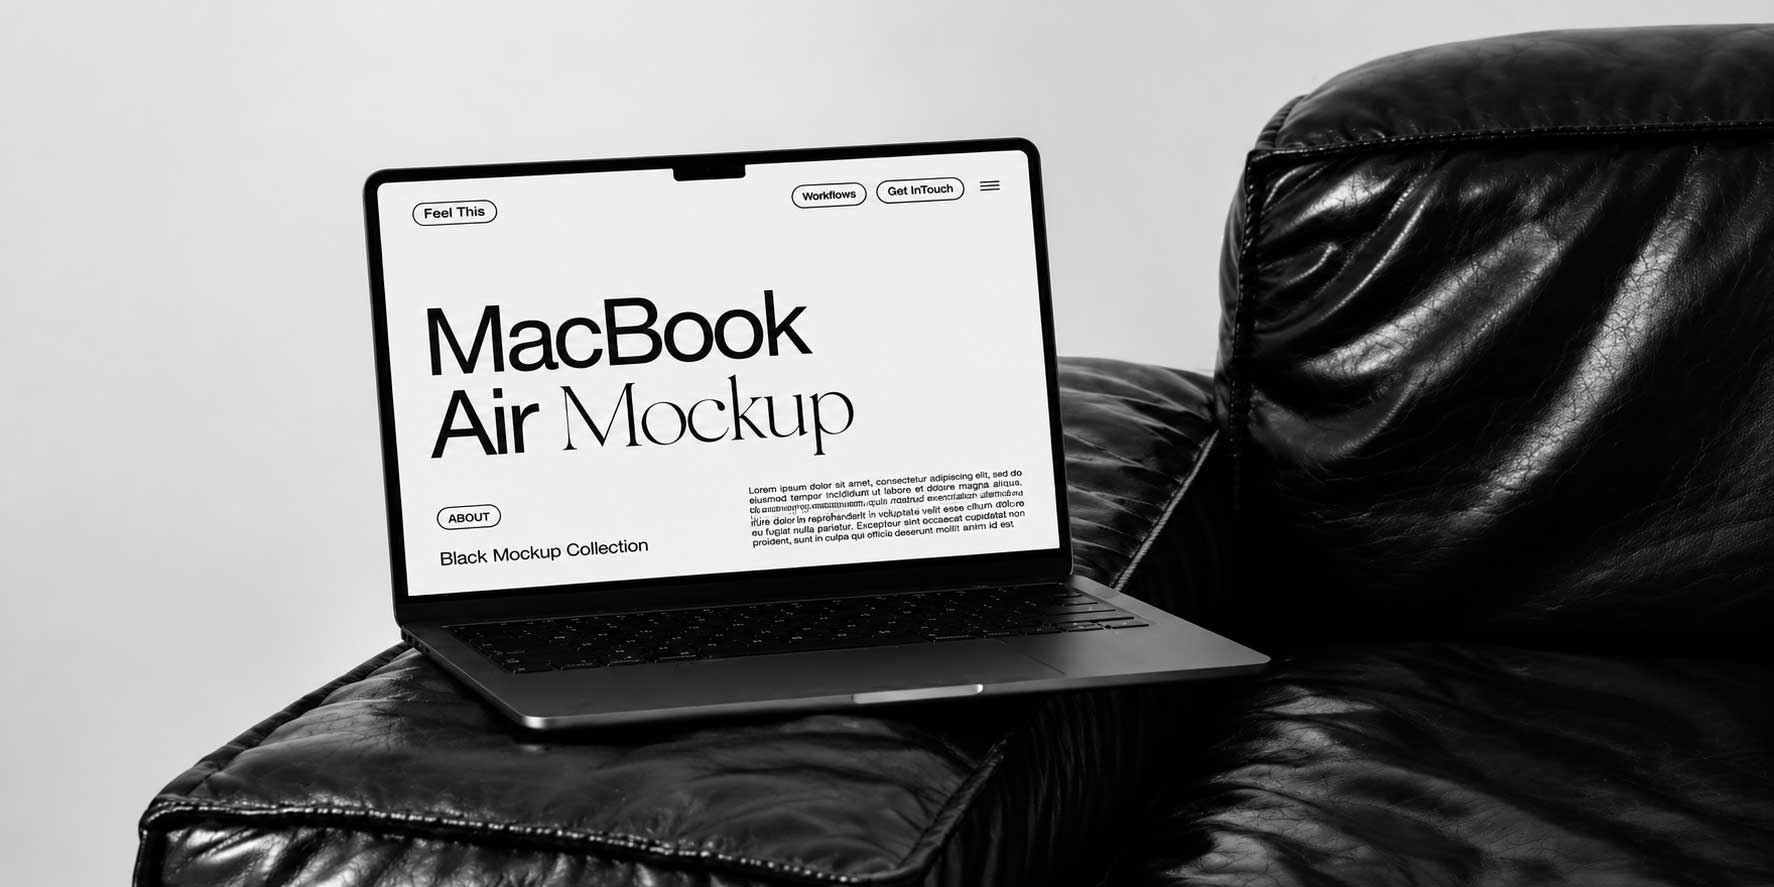 Feel This
Workflows
Get InTouch
MacBook
Air Mockup
ABOUT
Black Mockup Collection
Lorem ipsum dolor sit amet, consectetur adipiscing elit, sed do
eiusmod tempor incididunt ut labore et dolore magna aliqua.
quis nostrud exercitation
irure dolor in reprehenderit in voluptate velit esse cillum dolore
eu fugiat nulla pariatur. Excepteur sint occaecat cupidatat non
proident, sunt in culpa qui officia deserunt mollit anim id est